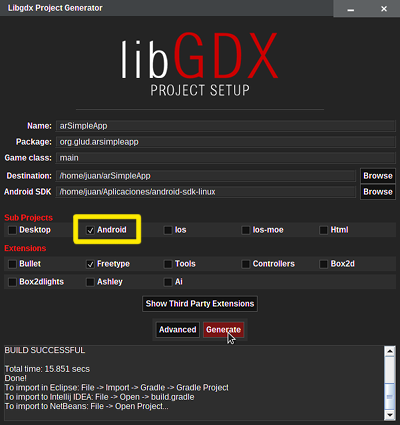 Libgdx Project Generator
libGDX
PROJECT SETUP
Name: arSimpleApp
Package: org.glud.arsimpleapp
Game class: main
Destination: /home/juan/arSimpleApp Browse
Android SDK /home/juan/Aplicaciones/android-sdk-linux Browse
Sub Projects
Desktop Android Ios Ios-moe Html
Extensions
Bullet Freetype Tools Controllers Box2d
Box2dlights Ashley Ai
Show Third Party Extensions
Advanced Generate
BUILD SUCCESSFUL
Total time: 15.851 secs
Done!
To import in Eclipse: File -> Import -> Gradle -> Gradle Project
To import to Intellij IDEA: File -> Open -> build.gradle
To import to NetBeans: File -> Open Project...